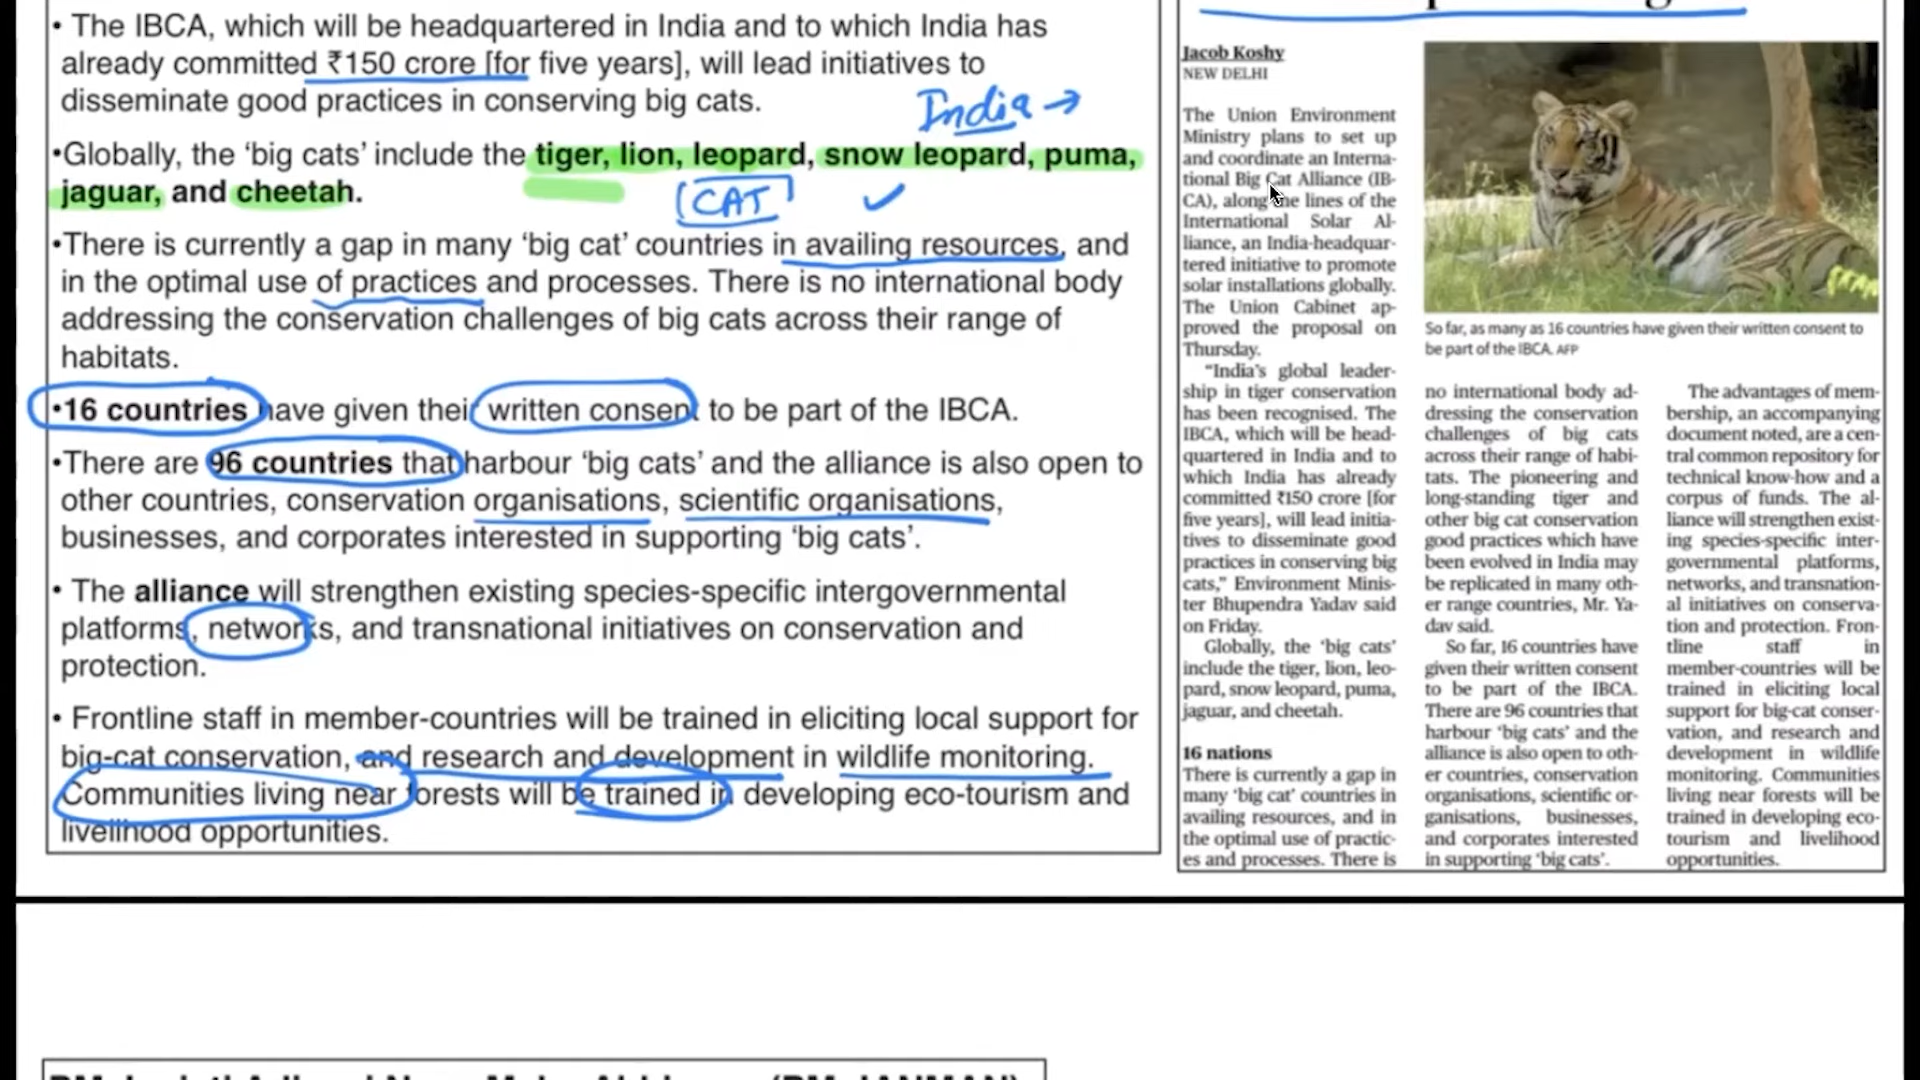 • The IBCA, which will be headquartered in India and to which India has
already committed ₹150 crore [for five years], will lead initiatives to
disseminate good practices in conserving big cats.
India →
•Globally, the ‘big cats’ include the tiger, lion, leopard, snow leopard, puma,
jaguar, and cheetah.
CAT ✓
•There is currently a gap in many ‘big cat’ countries in availing resources, and
in the optimal use of practices and processes. There is no international body
addressing the conservation challenges of big cats across their range of
habitats.
•16 countries have given their written consent to be part of the IBCA.
•There are 96 countries that harbour ‘big cats’ and the alliance is also open to
other countries, conservation organisations, scientific organisations,
businesses, and corporates interested in supporting ‘big cats’.
• The alliance will strengthen existing species-specific intergovernmental
platforms, networks, and transnational initiatives on conservation and
protection.
• Frontline staff in member-countries will be trained in eliciting local support for
big-cat conservation, and research and development in wildlife monitoring.
Communities living near forests will be trained in developing eco-tourism and
livelihood opportunities.
Jacob Koshy
NEW DELHI
The Union Environment
Ministry plans to set up
and coordinate an Interna-
tional Big Cat Alliance (IB-
CA), along the lines of the
International Solar Al-
liance, an India-headquar-
tered initiative to promote
solar installations globally.
The Union Cabinet ap-
proved the proposal on
Thursday.
“India’s global leader-
ship in tiger conservation
has been recognised. The
IBCA, which will be head-
quartered in India and to
which India has already
committed ₹150 crore [for
five years], will lead initia-
tives to disseminate good
practices in conserving big
cats,” Environment Minis-
ter Bhupendra Yadav said
on Friday.
Globally, the ‘big cats’
include the tiger, lion, leo-
pard, snow leopard, puma,
jaguar, and cheetah.
16 nations
There is currently a gap in
many ‘big cat’ countries in
availing resources, and in
the optimal use of practic-
es and processes. There is
So far, as many as 16 countries have given their written consent to
be part of the IBCA. AFP
no international body ad-
dressing the conservation
challenges of big cats
across their range of habi-
tats. The pioneering and
long-standing tiger and
other big cat conservation
good practices which have
been evolved in India may
be replicated in many oth-
er range countries, Mr. Ya-
dav said.
So far, 16 countries have
given their written consent
to be part of the IBCA.
There are 96 countries that
harbour ‘big cats’ and the
alliance is also open to oth-
er countries, conservation
organisations, scientific or-
ganisations, businesses,
and corporates interested
in supporting ‘big cats’.
The advantages of mem-
bership, an accompanying
document noted, are a cen-
tral common repository for
technical know-how and a
corpus of funds. The al-
liance will strengthen exist-
ing species-specific inter-
governmental platforms,
networks, and transnation-
al initiatives on conserva-
tion and protection. Fron-
tline staff in
member-countries will be
trained in eliciting local
support for big-cat conser-
vation, and research and
development in wildlife
monitoring. Communities
living near forests will be
trained in developing eco-
tourism and livelihood
opportunities.